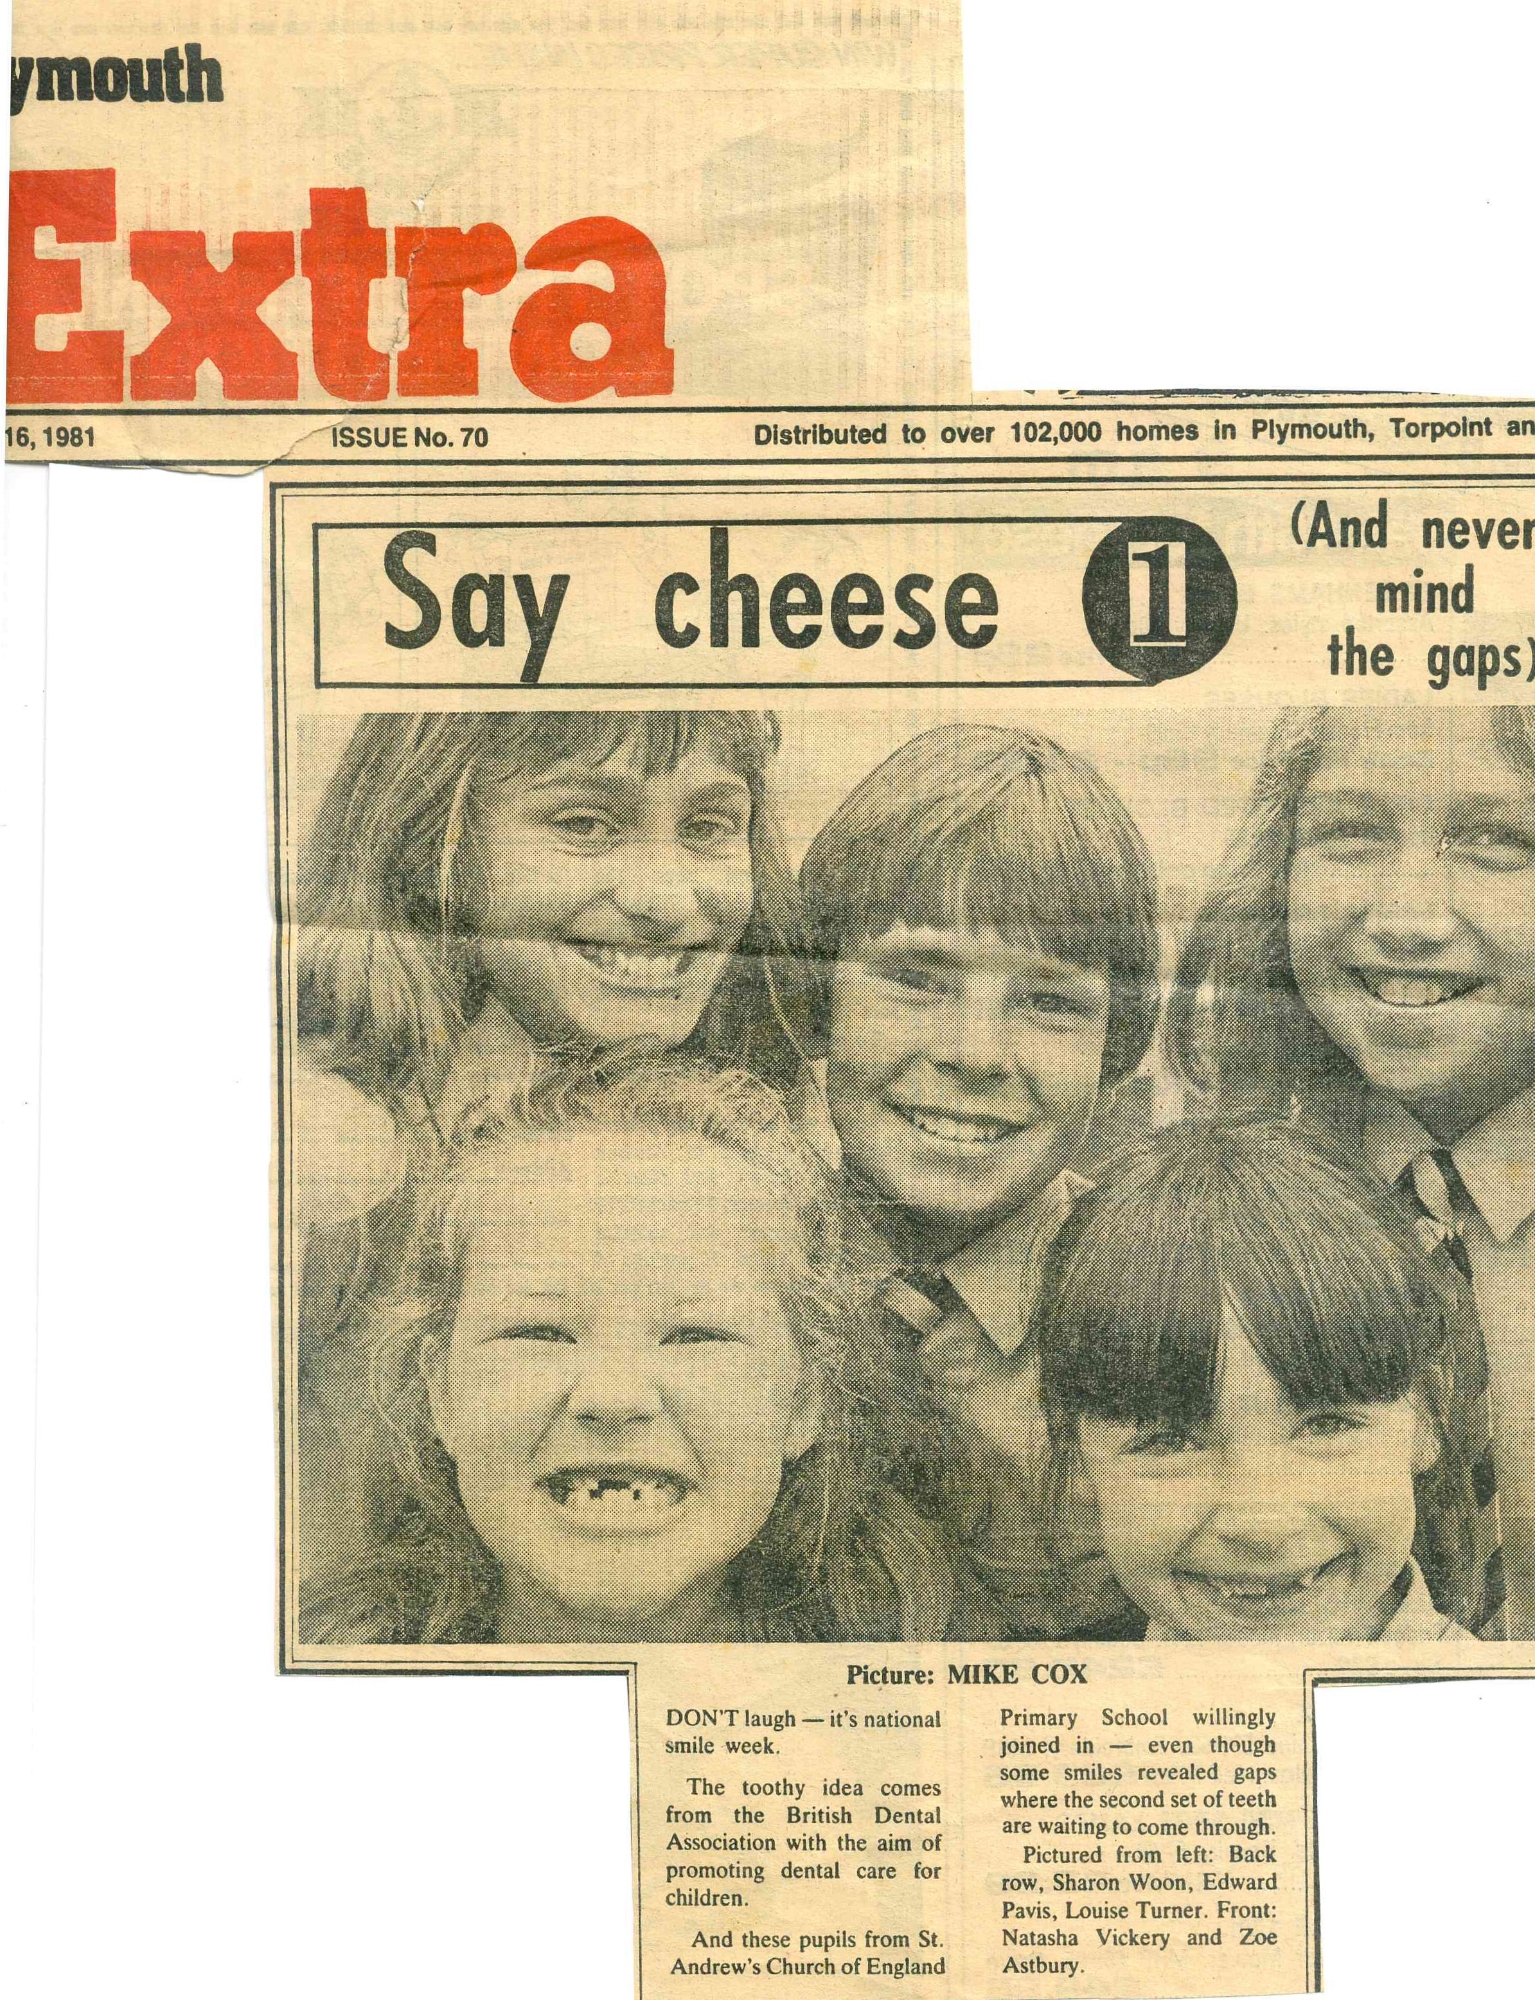 ymouth
Extra
16, 1981 ISSUE No. 70 Distributed to over 102,000 homes in Plymouth, Torpoint an
Say cheese 1
(And never
mind
the gaps)
Picture: MIKE COX
DON'T laugh — it's national
smile week.
The toothy idea comes
from the British Dental
Association with the aim of
promoting dental care for
children.
And these pupils from St.
Andrew's Church of England
Primary School willingly
joined in — even though
some smiles revealed gaps
where the second set of teeth
are waiting to come through.
Pictured from left: Back
row, Sharon Woon, Edward
Pavis, Louise Turner. Front:
Natasha Vickery and Zoe
Astbury.